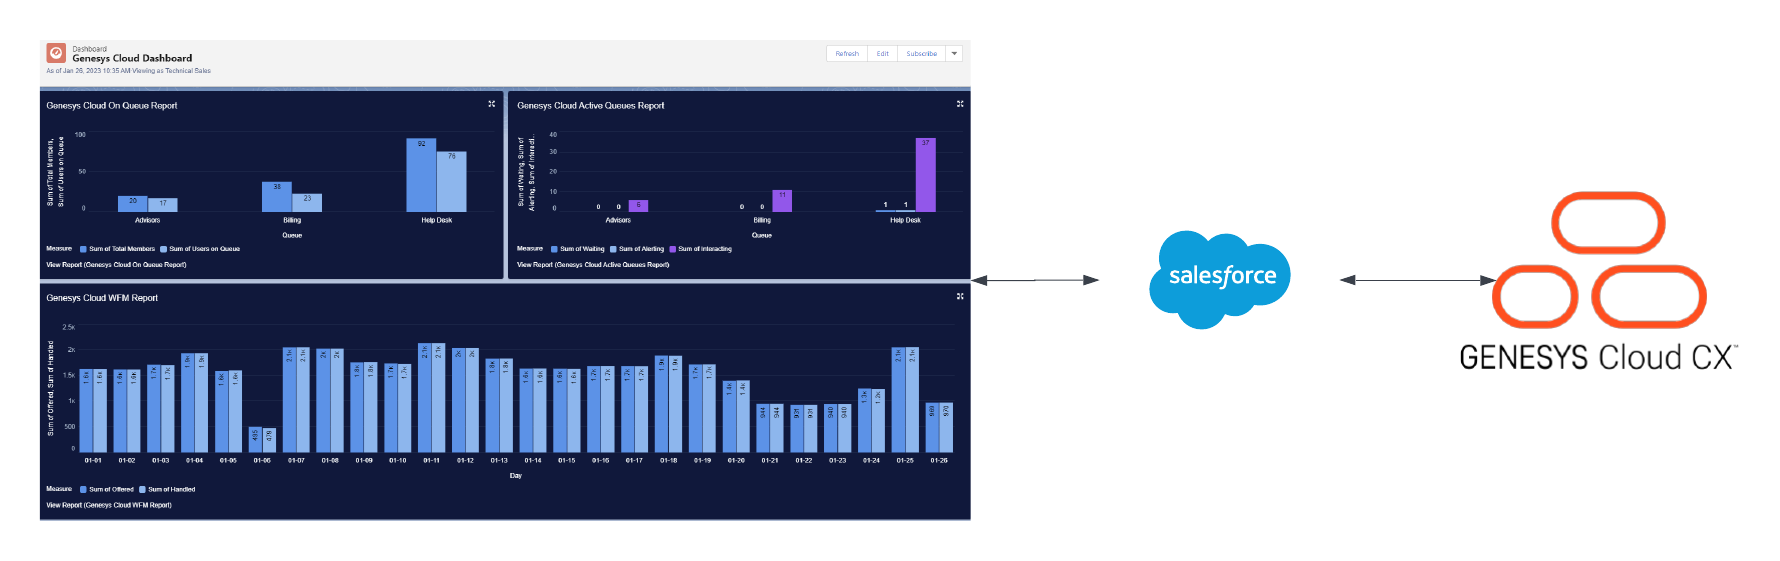 Dashboard
Genesys Cloud Dashboard
As of Jan 26, 2023 10:35 AM·Viewing as Technical Sales
Refresh Edit Subscribe
Genesys Cloud On Queue Report
Sum of Total Members,
Sum of Users on Queue
100
50
0
20 17 38 23 92 76
Advisors Billing Help Desk
Queue
Measure Sum of Total Members Sum of Users on Queue
View Report (Genesys Cloud On Queue Report)
Genesys Cloud Active Queues Report
Sum of Waiting, Sum of
Alerting, Sum of Interacti...
40
30
20
10
0
0 0 6 0 0 11 1 1 37
Advisors Billing Help Desk
Queue
Measure Sum of Waiting Sum of Alerting Sum of Interacting
View Report (Genesys Cloud Active Queues Report)
Genesys Cloud WFM Report
Sum of Offered, Sum of Handled
2.5k
2k
1.5k
1k
500
0
1.6k 1.6k 1.6k 1.6k 1.7k 1.7k 1.9k 1.9k 1.6k 1.6k 479 2.1k 2.1k 2k 2k 1.8k 1.8k 1.7k 1.7k 2.1k 2.1k 2k 2k 1.8k 1.8k 1.6k 1.6k 1.6k 1.6k 1.7k 1.7k 1.7k 1.7k 1.9k 1.9k 1.7k 1.7k 1.4k 1.4k 944 944 931 931 940 940 1.2k 2.1k 2.1k 970
01-01 01-02 01-03 01-04 01-05 01-06 01-07 01-08 01-09 01-10 01-11 01-12 01-13 01-14 01-15 01-16 01-17 01-18 01-19 01-20 01-21 01-22 01-23 01-24 01-25 01-26
Day
Measure Sum of Offered Sum of Handled
View Report (Genesys Cloud WFM Report)
salesforce
GENESYS Cloud CX™